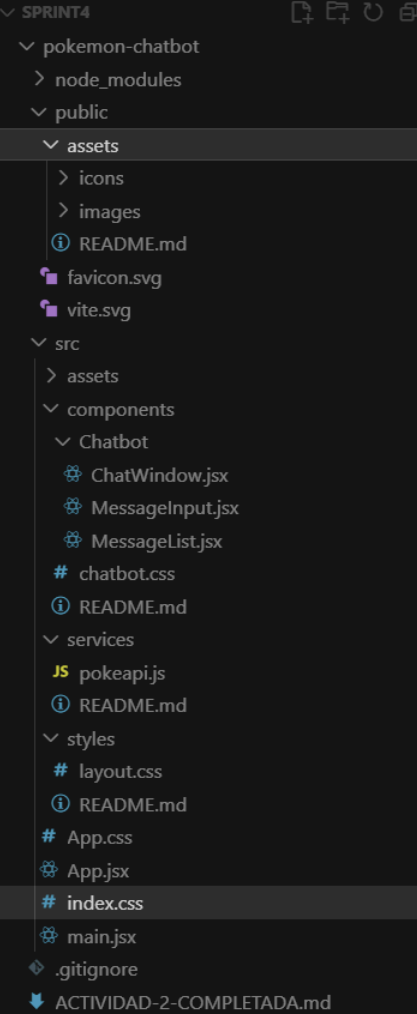 SPRINT4
pokemon-chatbot
node_modules
public
assets
icons
images
README.md
favicon.svg
vite.svg
src
assets
components
Chatbot
ChatWindow.jsx
MessageInput.jsx
MessageList.jsx
# chatbot.css
README.md
services
JS pokeapi.js
README.md
styles
# layout.css
README.md
# App.css
App.jsx
# index.css
main.jsx
.gitignore
ACTIVIDAD-2-COMPLETADA.md